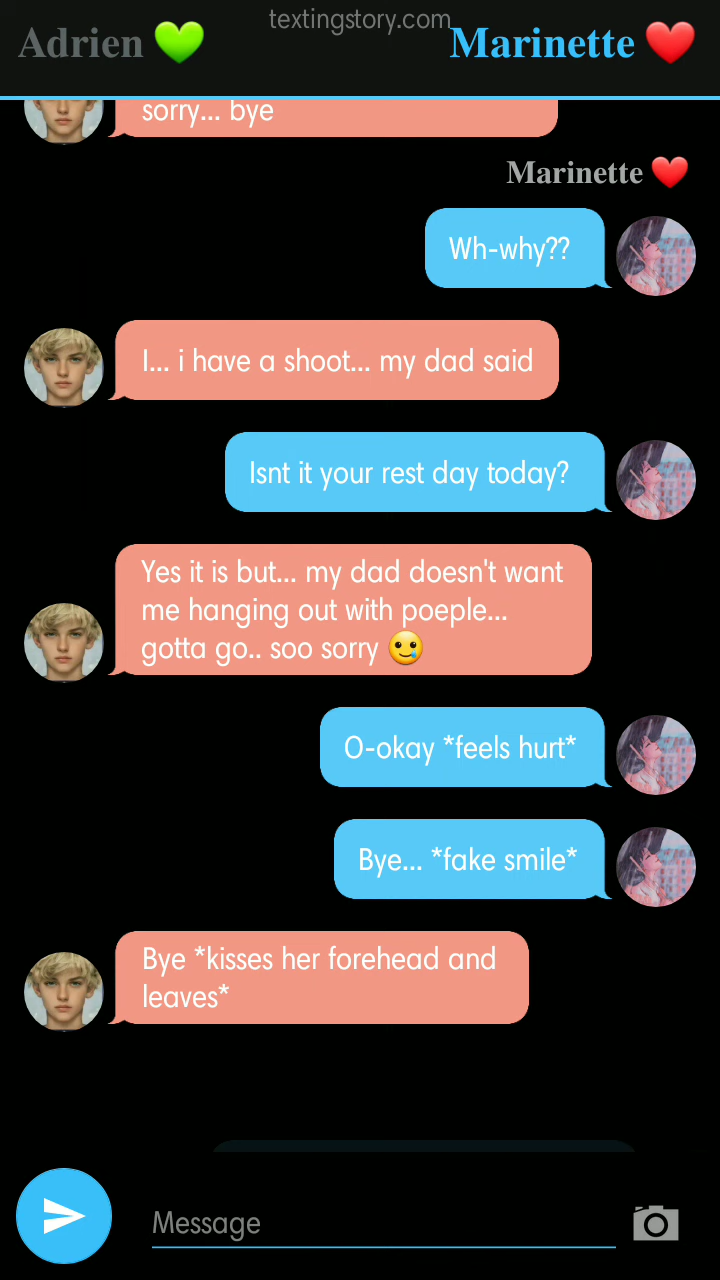 textingstory.com
Adrien 💚
Marinette ❤️
sorry... bye
Marinette ❤️
Wh-why??
I... i have a shoot... my dad said
Isnt it your rest day today?
Yes it is but... my dad doesn't want
me hanging out with poeple...
gotta go.. soo sorry 🥲
O-okay *feels hurt*
Bye... *fake smile*
Bye *kisses her forehead and
leaves*
Message